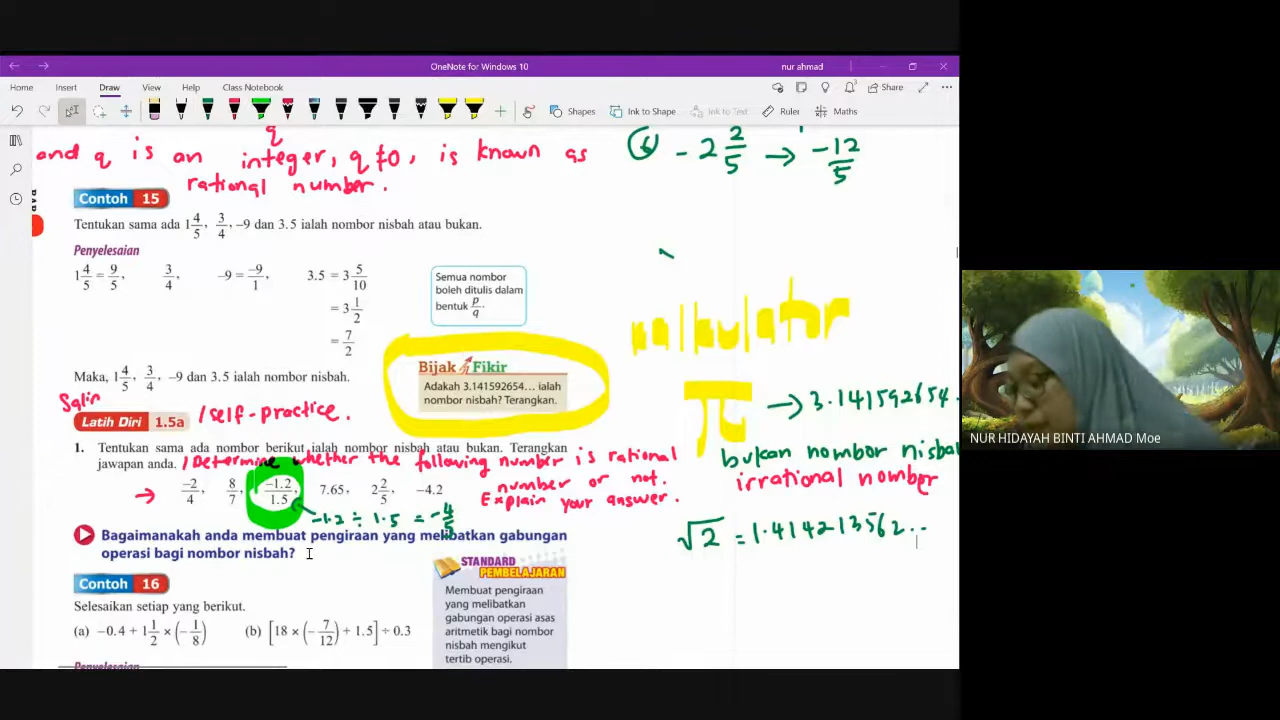 nur ahmad
OneNote for Windows 10
Home Insert Draw View Help Class Notebook
Share
Shapes Ink to Shape Ink to Text Ruler Maths
q
and q is an integer, q≠0, is known as
rational number.
⑥ -2 2/5 → -12/5
Contoh 15
Tentukan sama ada 1 4/5, 3/4, –9 dan 3.5 ialah nombor nisbah atau bukan.
Penyelesaian
1 4/5 = 9/5, 3/4, –9 = –9/1 3.5 = 3 5/10
= 3 1/2
= 7/2
Semua nombor
boleh ditulis dalam
bentuk p/q.
Maka, 1 4/5, 3/4, –9 dan 3.5 ialah nombor nisbah.
Bijak Fikir
Adakah 3.141592654... ialah
nombor nisbah? Terangkan.
kalkulator
π → 3.141592654.
bukan nombor nisbah
irrational number
√2 = 1.414213562...
Salin
Latih Diri 1.5a /self-practice.
1. Tentukan sama ada nombor berikut ialah nombor nisbah atau bukan. Terangkan
jawapan anda. /Determine whether the following number is rational
number or not.
Explain your answer.
→ –2/4, 8/7, –1.2/1.5, 7.65, 2 2/5, –4.2
-1.2 ÷ 1.5 = -4/5
Bagaimanakah anda membuat pengiraan yang melibatkan gabungan
operasi bagi nombor nisbah?
Contoh 16
Selesaikan setiap yang berikut.
(a) –0.4 + 1 1/2 × (–1/8) (b) [18 × (–7/12) + 1.5] ÷ 0.3
Penyelesaian
STANDARD
PEMBELAJARAN
Membuat pengiraan
yang melibatkan
gabungan operasi asas
aritmetik bagi nombor
nisbah mengikut
tertib operasi.
NUR HIDAYAH BINTI AHMAD Moe